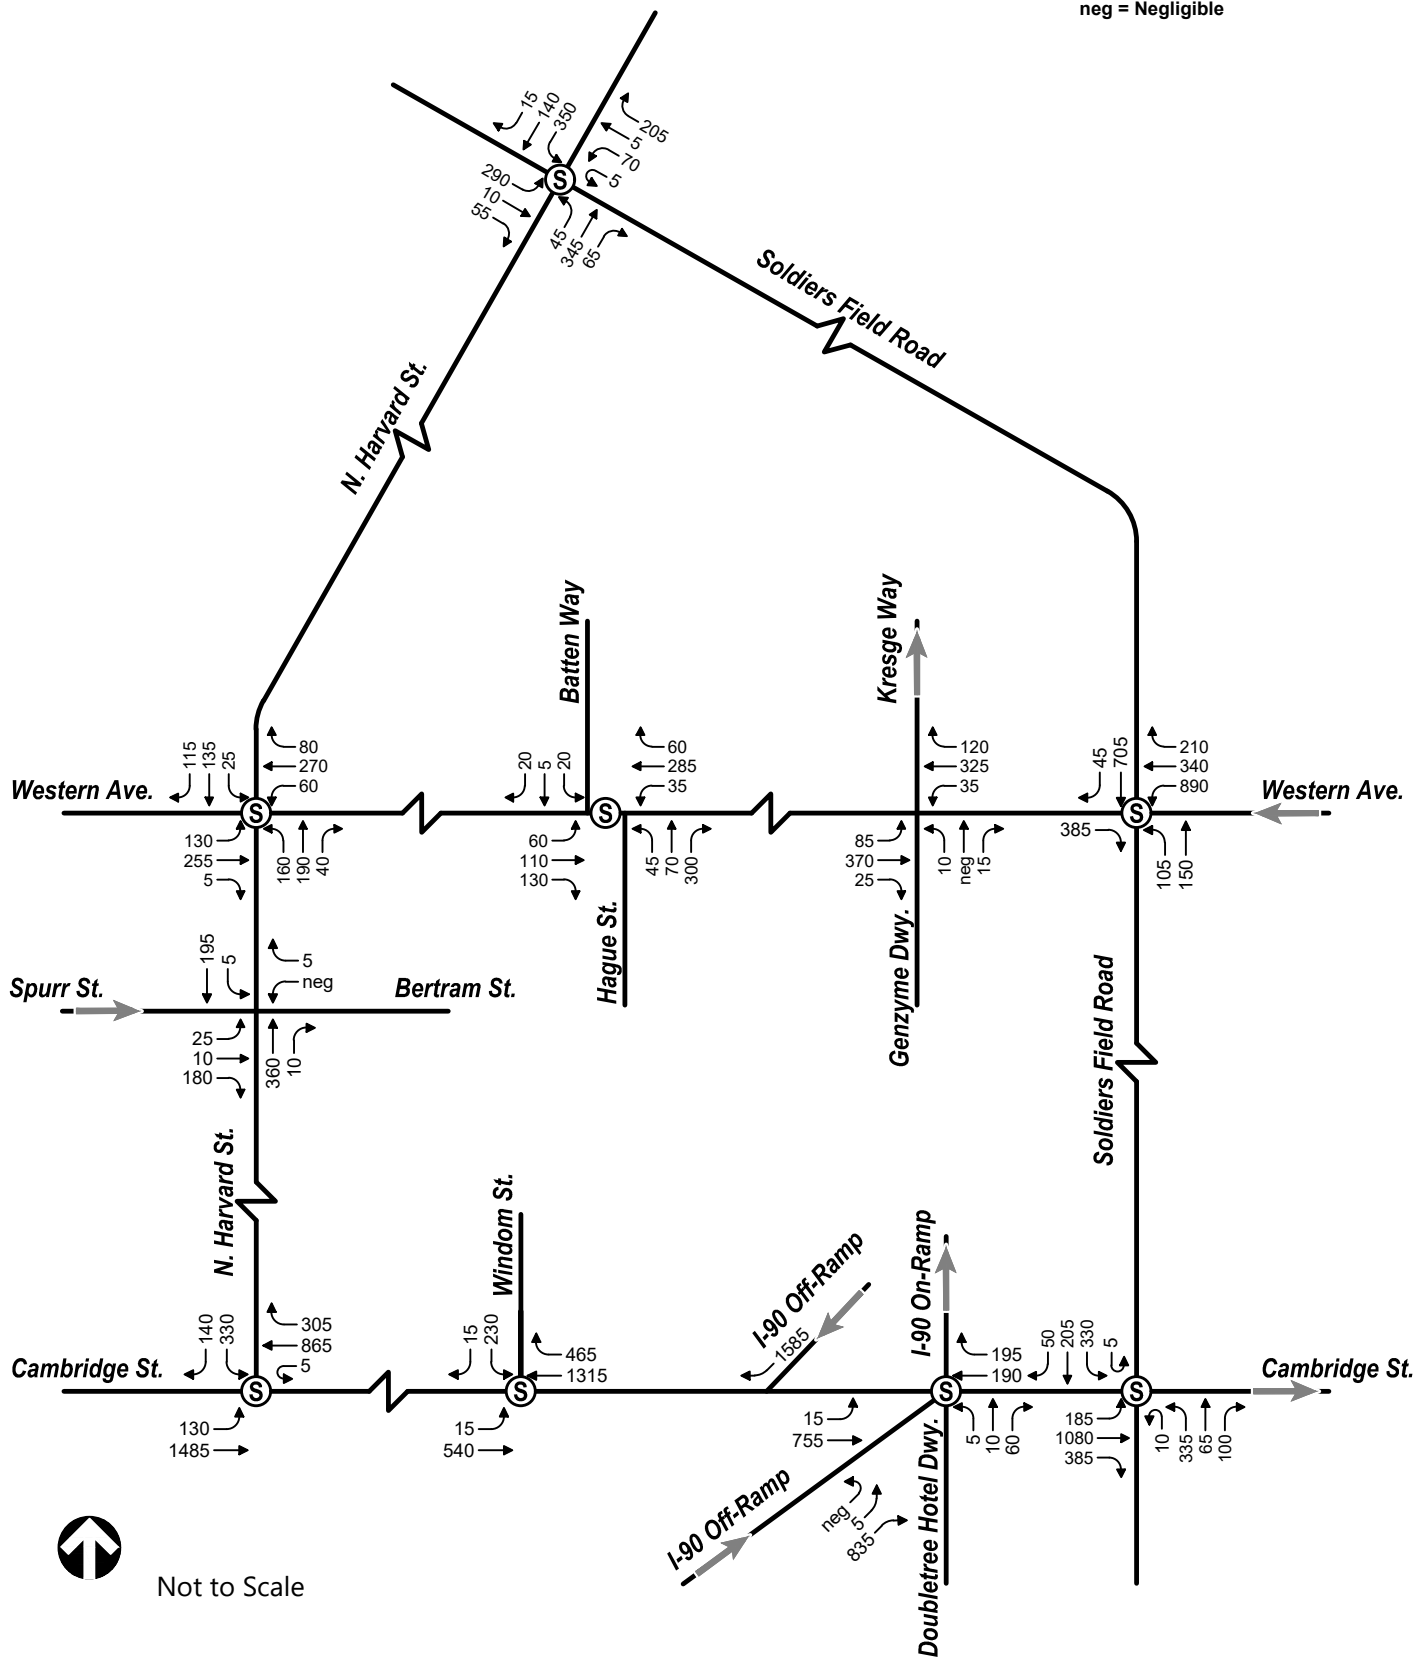 neg = Negligible
15
140
350
205
5
70
5
290
10
55
45
345
65
Soldiers Field Road
N. Harvard St.
Batten Way
Kresge Way
115
135
25
80
270
60
20
5
20
60
285
35
120
325
35
45
705
210
340
890
Western Ave.
S
S
S
S
Western Ave.
130
255
5
160
190
40
60
110
130
45
70
300
85
370
25
10
neg
15
385
105
150
Hague St.
Genzyme Dwy.
195
5
5
neg
Spurr St.
Bertram St.
25
10
180
360
10
Soldiers Field Road
N. Harvard St.
Windom St.
I-90 Off-Ramp
I-90 On-Ramp
140
330
305
865
5
15
230
465
1315
1585
195
190
50
205
330
5
Cambridge St.
S
S
S
S
Cambridge St.
130
1485
15
540
15
755
5
10
60
185
1080
385
10
335
65
100
I-90 Off-Ramp
neg
5
835
Doubletree Hotel Dwy.
Not to Scale